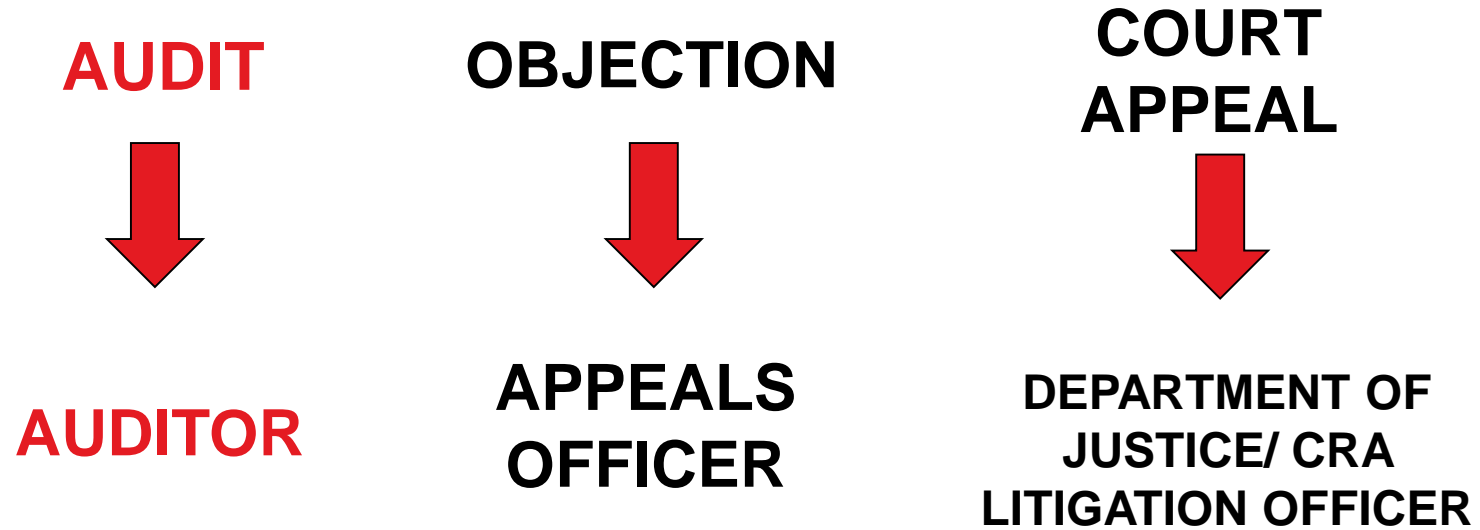 AUDIT
OBJECTION
COURT
APPEAL
AUDITOR
APPEALS
OFFICER
DEPARTMENT OF
JUSTICE/ CRA
LITIGATION OFFICER